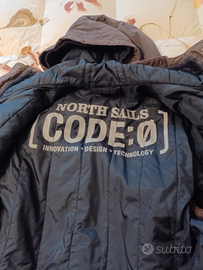 NORTH SAILS
[CODE:Ø]
INNOVATION - DESIGN - TECHNOLOGY
subito